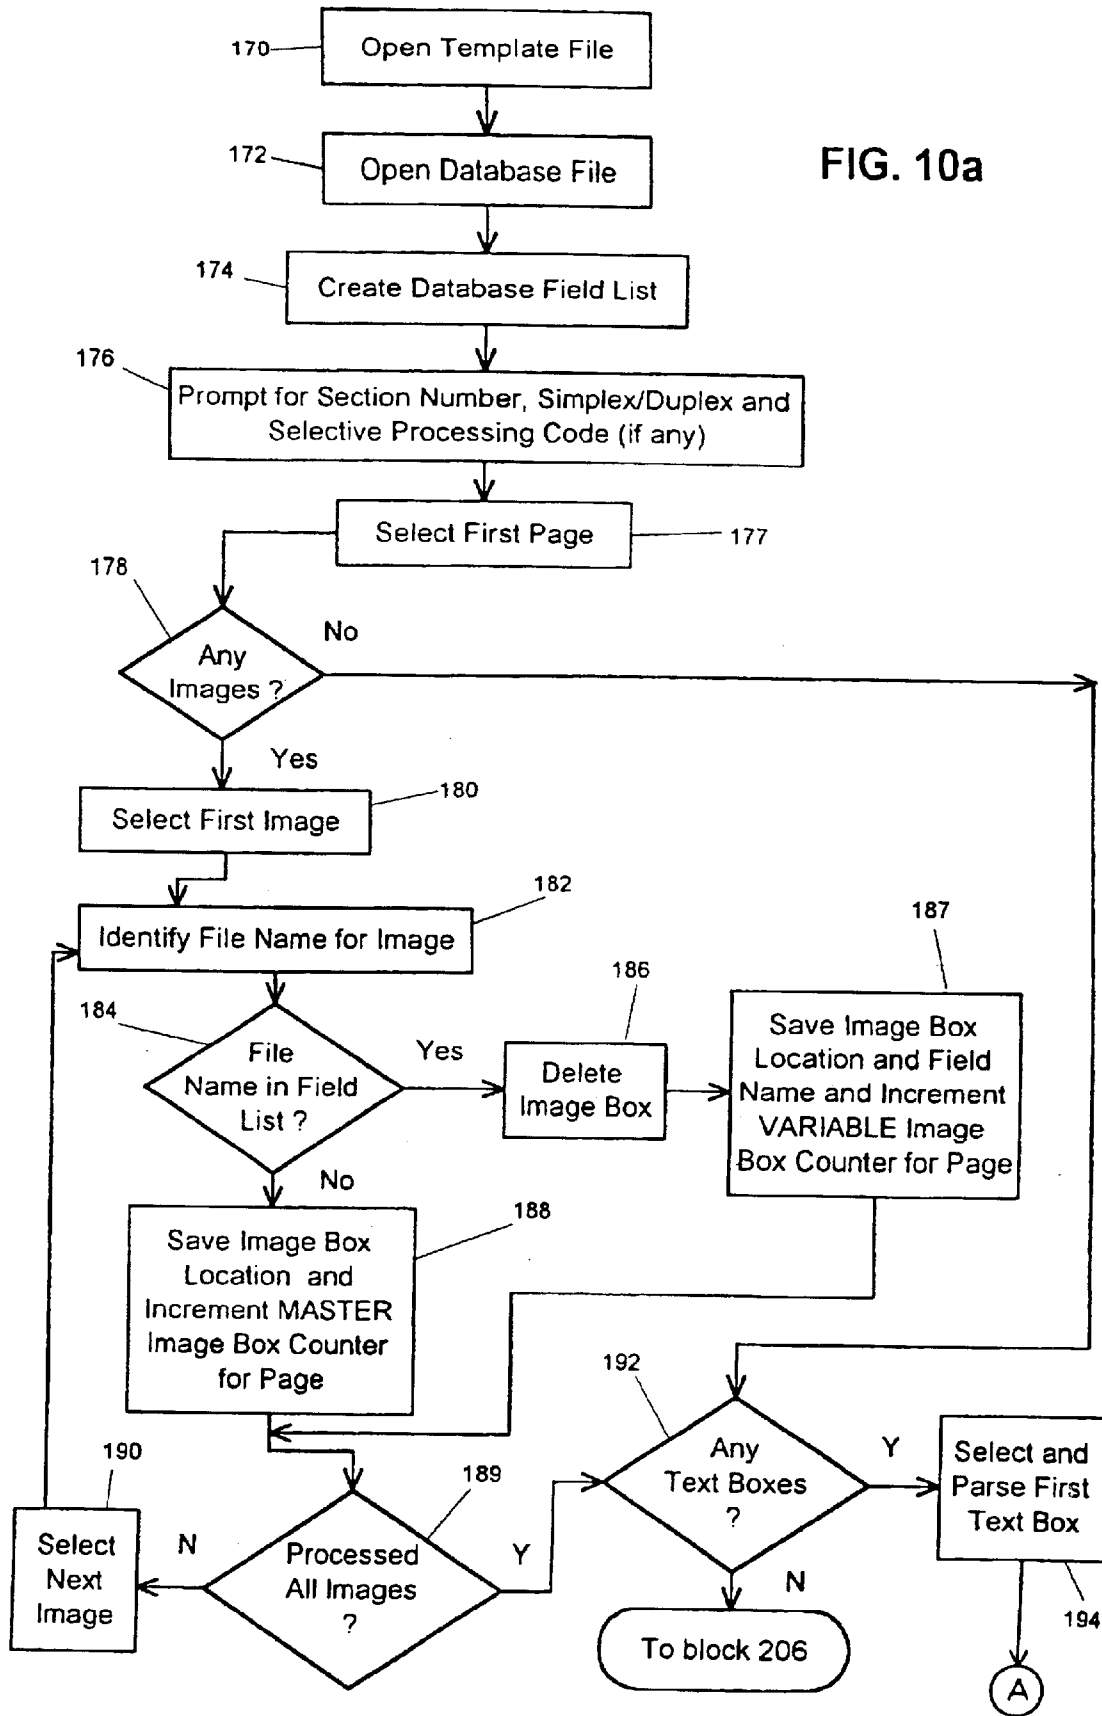 170
Open Template File
FIG. 10a
172
Open Database File
174
Create Database Field List
176
Prompt for Section Number, Simplex/Duplex and
Selective Processing Code (if any)
Select First Page
177
178
Any
Images ?
No
Yes
180
Select First Image
182
Identify File Name for Image
184
File
Name in Field
List ?
Yes
186
Delete
Image Box
187
Save Image Box
Location and Field
Name and Increment
VARIABLE Image
Box Counter for Page
No
188
Save Image Box
Location and
Increment MASTER
Image Box Counter
for Page
189
Processed
All Images
?
N
190
Select
Next
Image
Y
192
Any
Text Boxes
?
Y
Select and
Parse First
Text Box
194
N
To block 206
A